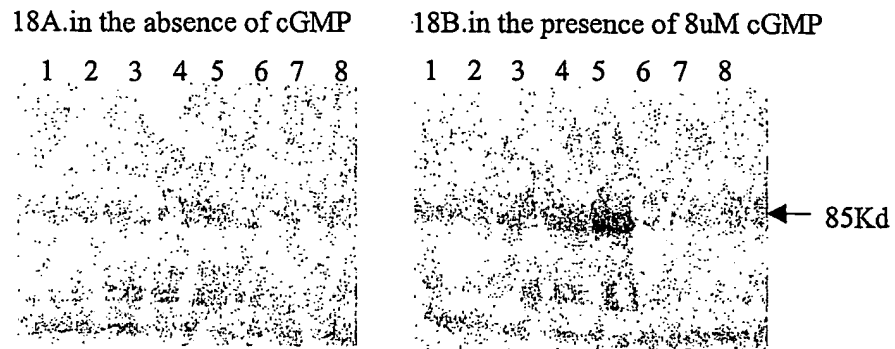 18A.in the absence of cGMP
18B.in the presence of 8uM cGMP
1 2 3 4 5 6 7 8
1 2 3 4 5 6 7 8
85Kd